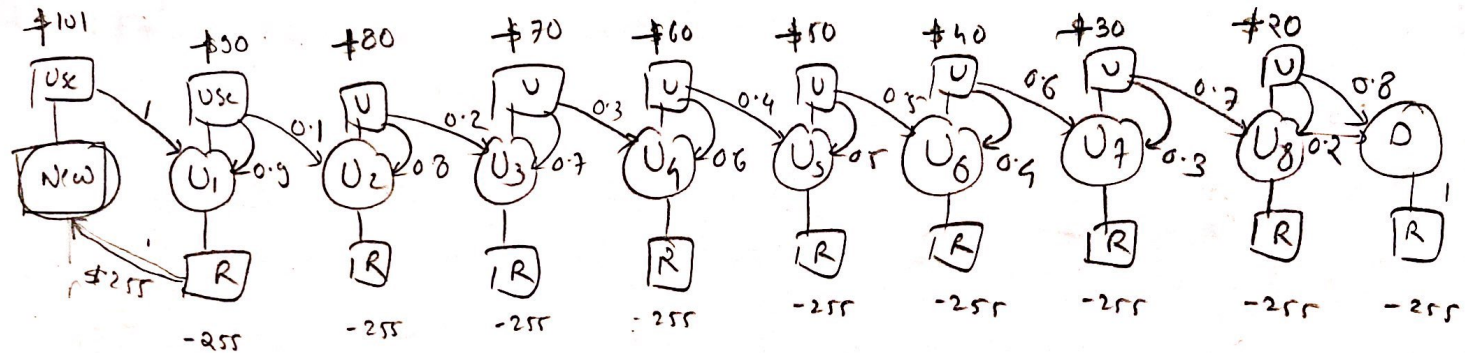 $101 $90 $80 $70 $60 $50 $40 $30 $20
Use Use U U U U U U U
1 0.1 0.2 0.3 0.4 0.5 0.6 0.7 0.8
New U1 0.9 U2 0.8 U3 0.7 U4 0.6 U5 0.5 U6 0.4 U7 0.3 U8 0.2 D
1 1
$255 R R R R R R R R R
-255 -255 -255 -255 -255 -255 -255 -255 -255